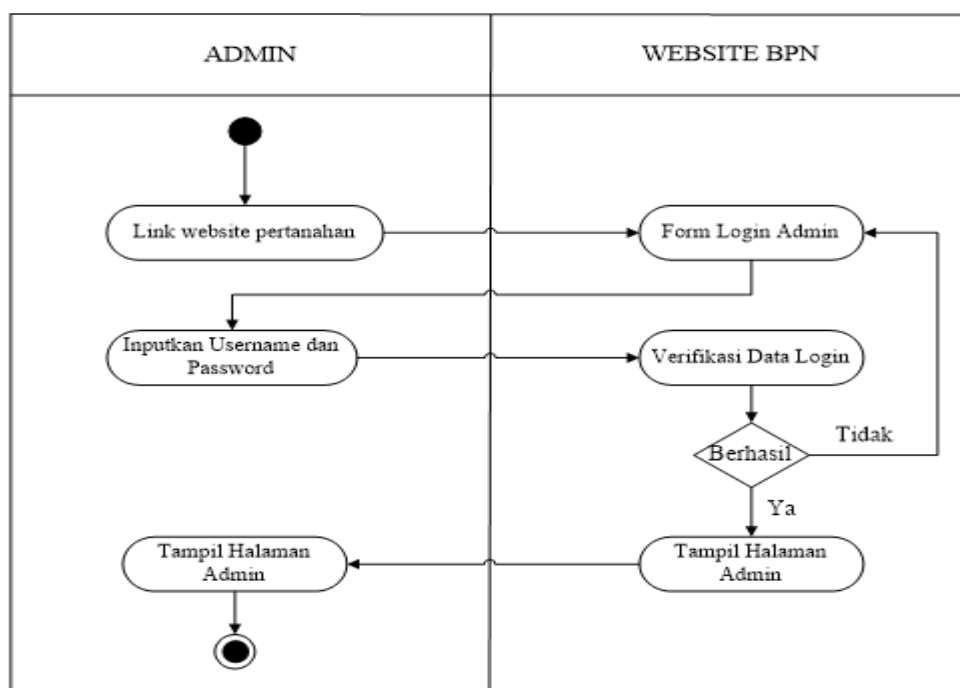 ADMIN
WEBSITE BPN
Link website pertanahan
Form Login Admin
Inputkan Username dan
Password
Verifikasi Data Login
Berhasil
Tidak
Ya
Tampil Halaman
Admin
Tampil Halaman
Admin